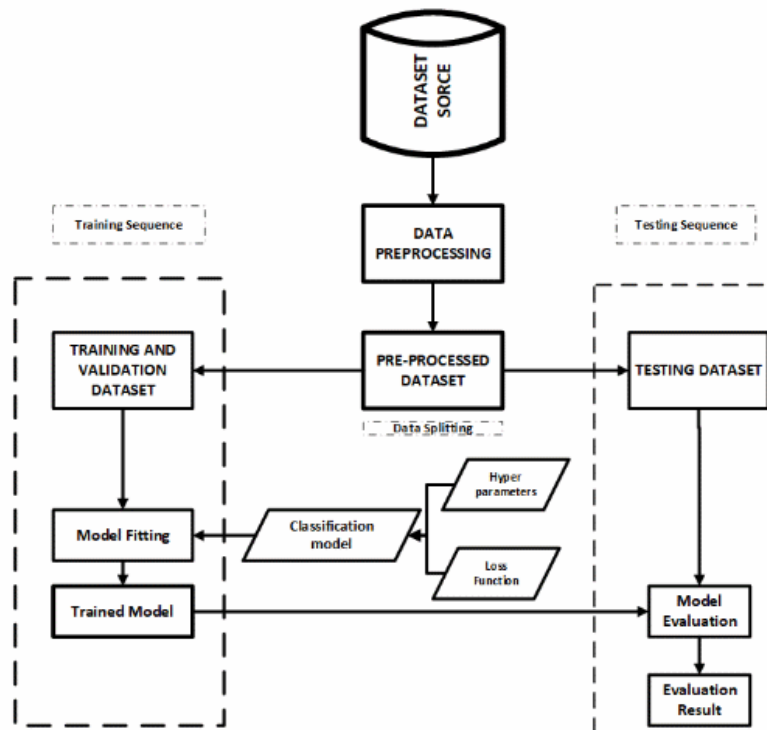 DATASET
SORCE
Training Sequence
DATA
PREPROCESSING
Testing Sequence
TRAINING AND
VALIDATION
DATASET
PRE-PROCESSED
DATASET
TESTING DATASET
Data Splitting
Hyper
parameters
Model Fitting
Classification
model
Loss
Function
Trained Model
Model
Evaluation
Evaluation
Result